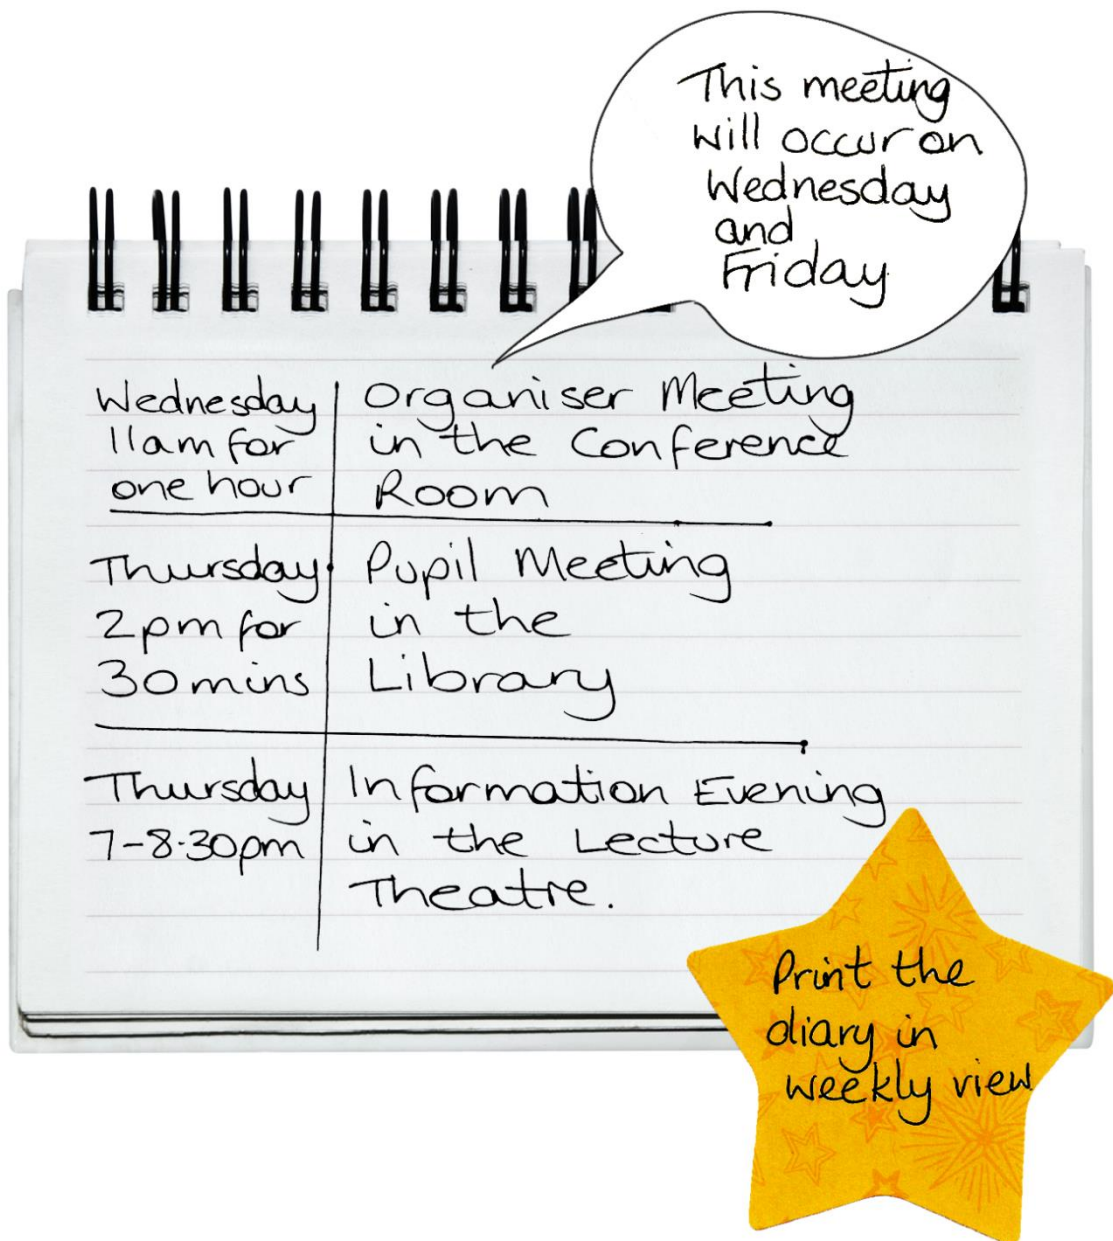 This meeting
will occur on
Wednesday
and
Friday
Wednesday
11am for
one hour
Organiser Meeting
in the Conference
Room
Thursday
2pm for
30 mins
Pupil Meeting
in the
Library
Thursday
7-8.30pm
Information Evening
in the Lecture
Theatre.
Print the
diary in
weekly view